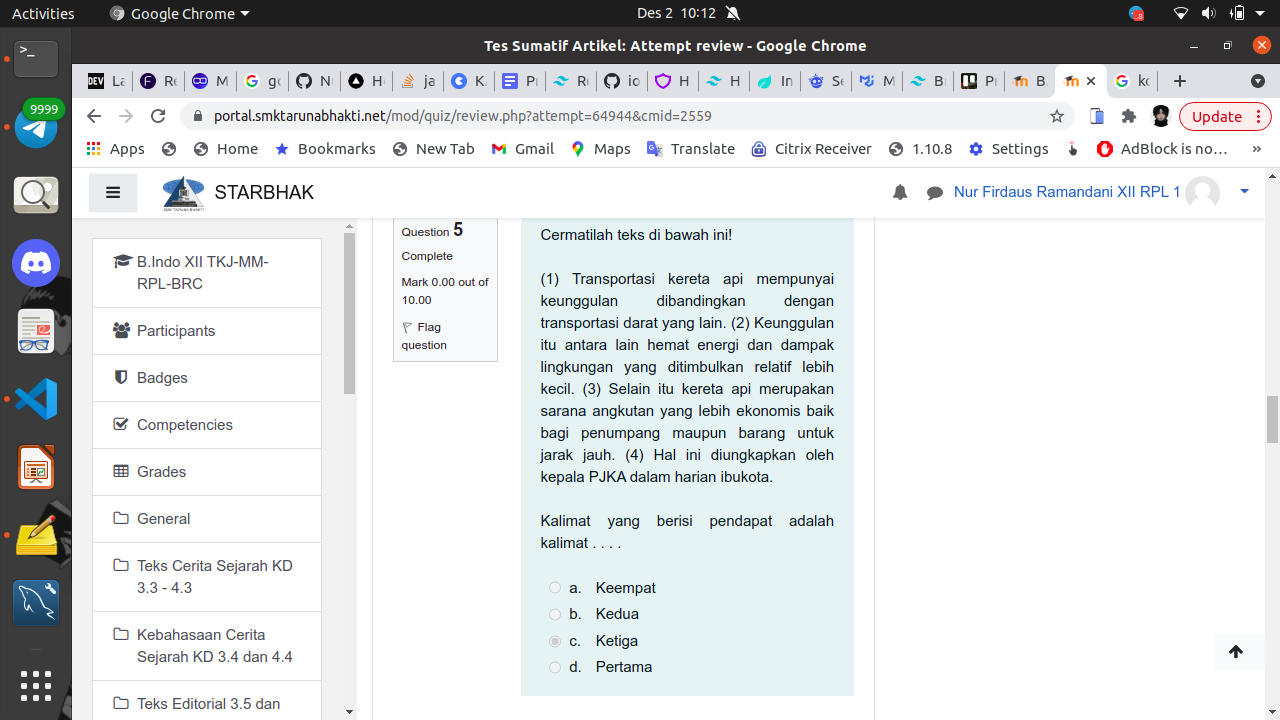 Activities
Google Chrome
Des 2 10:12
8
Tes Sumatif Artikel: Attempt review - Google Chrome
DEV La
Re
M
ge
N
H
ja
K
Pr
R
io
H
H
In
Se
M
B
Pr
B
kc
portal.smktarunabhakti.net/mod/quiz/review.php?attempt=64944&cmid=2559
Update
Apps
Home
Bookmarks
New Tab
Gmail
Maps
Translate
Citrix Receiver
1.10.8
Settings
AdBlock is no…
»
9999
STARBHAK
Nur Firdaus Ramandani XII RPL 1
B.Indo XII TKJ-MM-
RPL-BRC
Participants
Badges
Competencies
Grades
General
Teks Cerita Sejarah KD
3.3 - 4.3
Kebahasaan Cerita
Sejarah KD 3.4 dan 4.4
Teks Editorial 3.5 dan
Question 5
Complete
Mark 0.00 out of
10.00
Flag
question
Cermatilah teks di bawah ini!
(1) Transportasi kereta api mempunyai
keunggulan dibandingkan dengan
transportasi darat yang lain. (2) Keunggulan
itu antara lain hemat energi dan dampak
lingkungan yang ditimbulkan relatif lebih
kecil. (3) Selain itu kereta api merupakan
sarana angkutan yang lebih ekonomis baik
bagi penumpang maupun barang untuk
jarak jauh. (4) Hal ini diungkapkan oleh
kepala PJKA dalam harian ibukota.
Kalimat yang berisi pendapat adalah
kalimat . . . .
a. Keempat
b. Kedua
c. Ketiga
d. Pertama